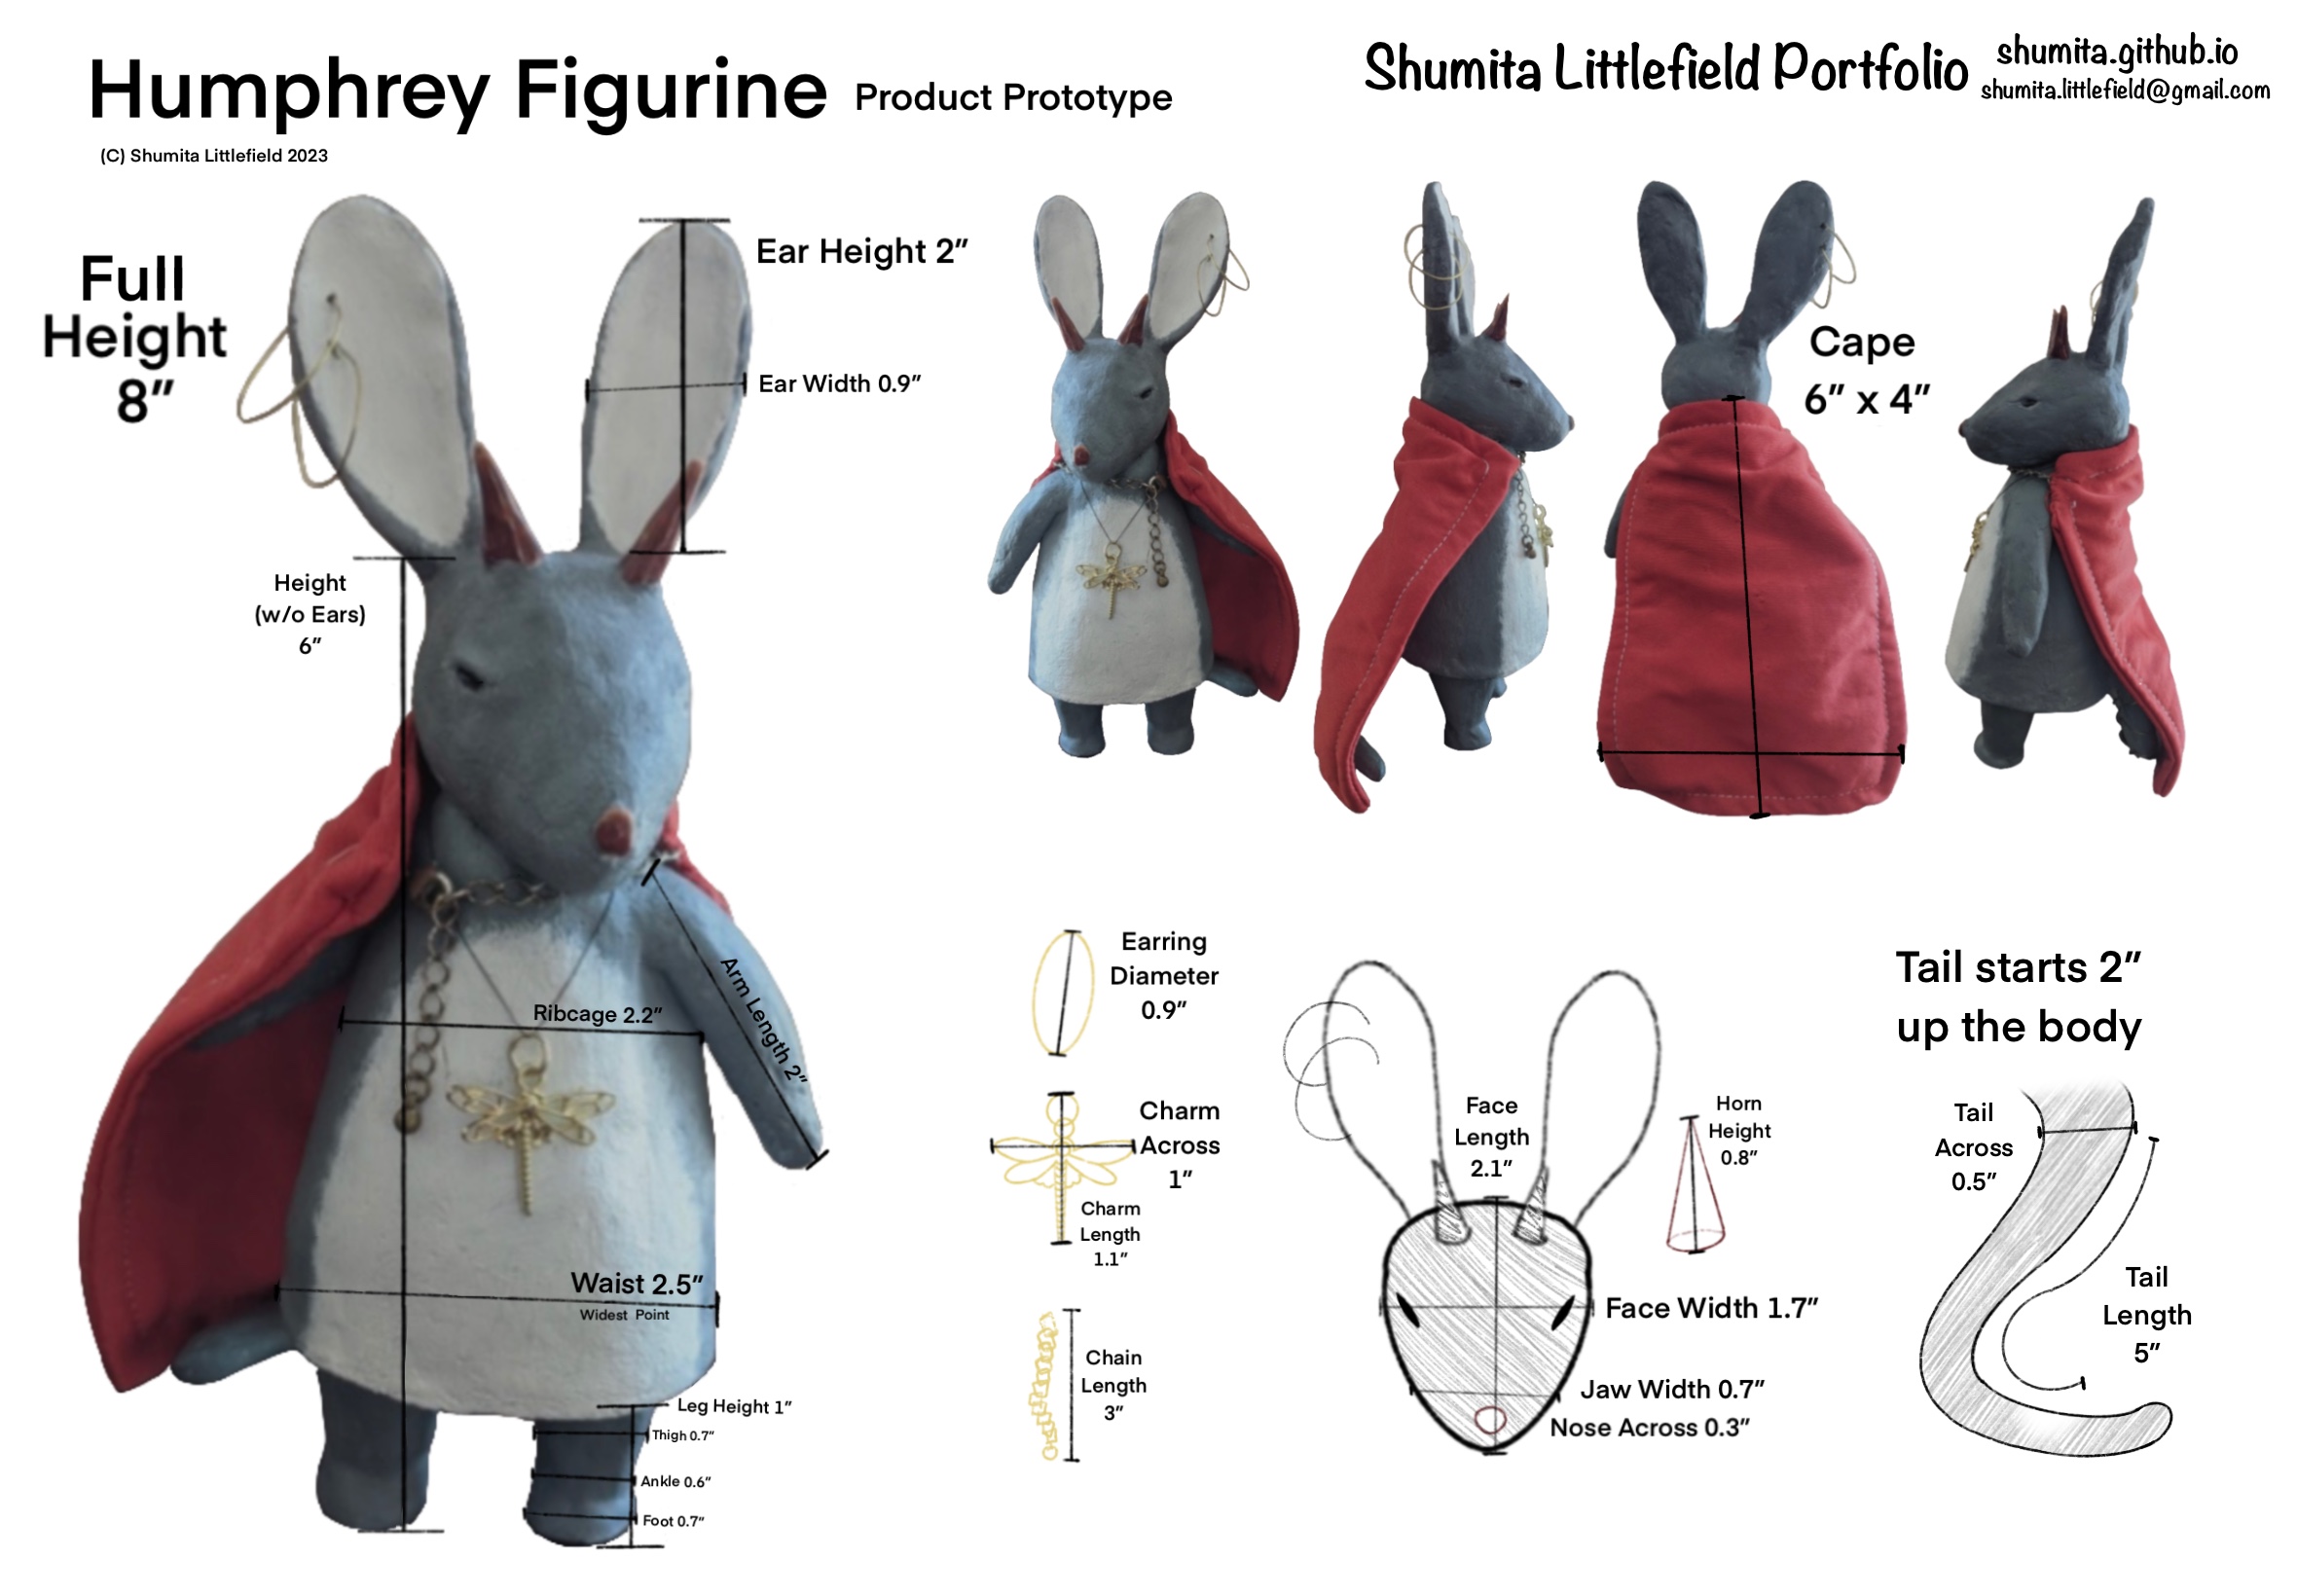 Humphrey Figurine
Product Prototype
(C) Shumita Littlefield 2023
Shumita Littlefield Portfolio
shumita.github.io
shumita.littlefield@gmail.com
Full
Height
8”
Ear Height 2”
Ear Width 0.9”
Height
(w/o Ears)
6”
Arm Length 2”
Ribcage 2.2”
Waist 2.5”
Widest Point
Leg Height 1”
Thigh 0.7”
Ankle 0.6”
Foot 0.7”
Cape
6” x 4”
Earring
Diameter
0.9”
Charm
Across
1”
Charm
Length
1.1”
Chain
Length
3”
Face
Length
2.1”
Horn
Height
0.8”
Face Width 1.7”
Jaw Width 0.7”
Nose Across 0.3”
Tail starts 2”
up the body
Tail
Across
0.5”
Tail
Length
5”